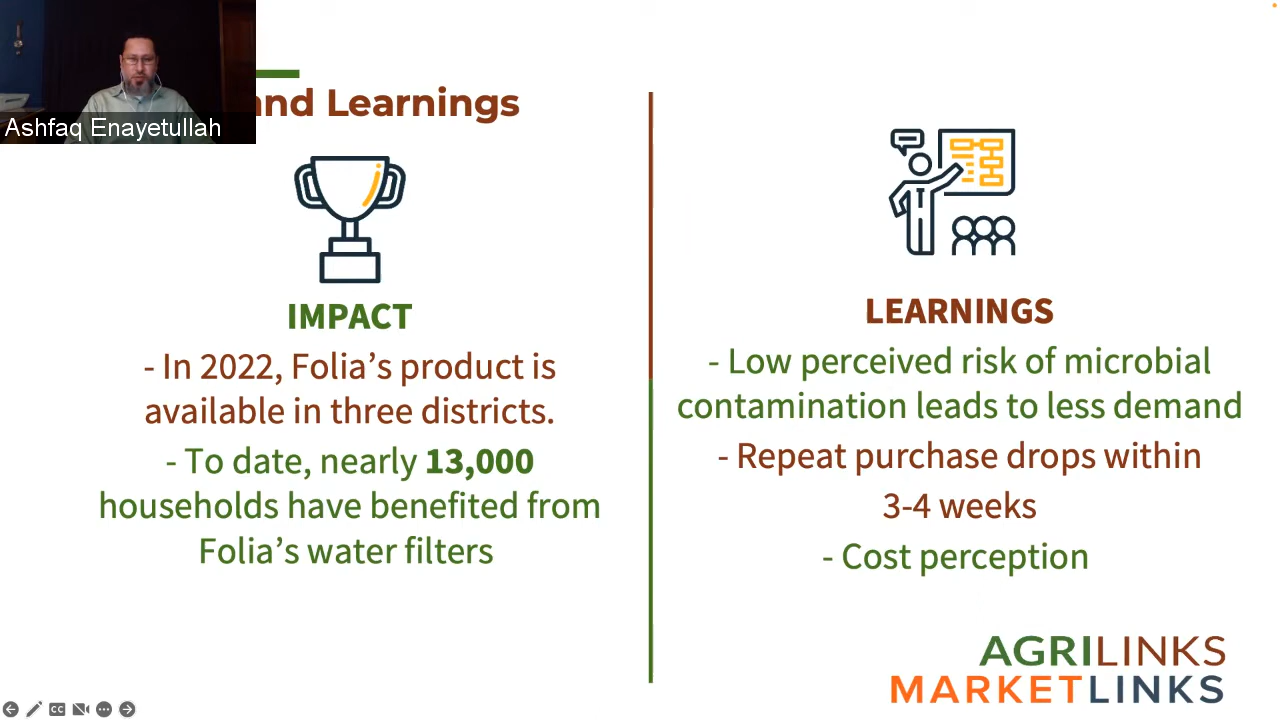 Ashfaq Enayetullah
and Learnings
IMPACT
- In 2022, Folia’s product is
available in three districts.
- To date, nearly 13,000
households have benefited from
Folia’s water filters
LEARNINGS
- Low perceived risk of microbial
contamination leads to less demand
- Repeat purchase drops within
3-4 weeks
- Cost perception
AGRILINKS
MARKETLINKS
CC